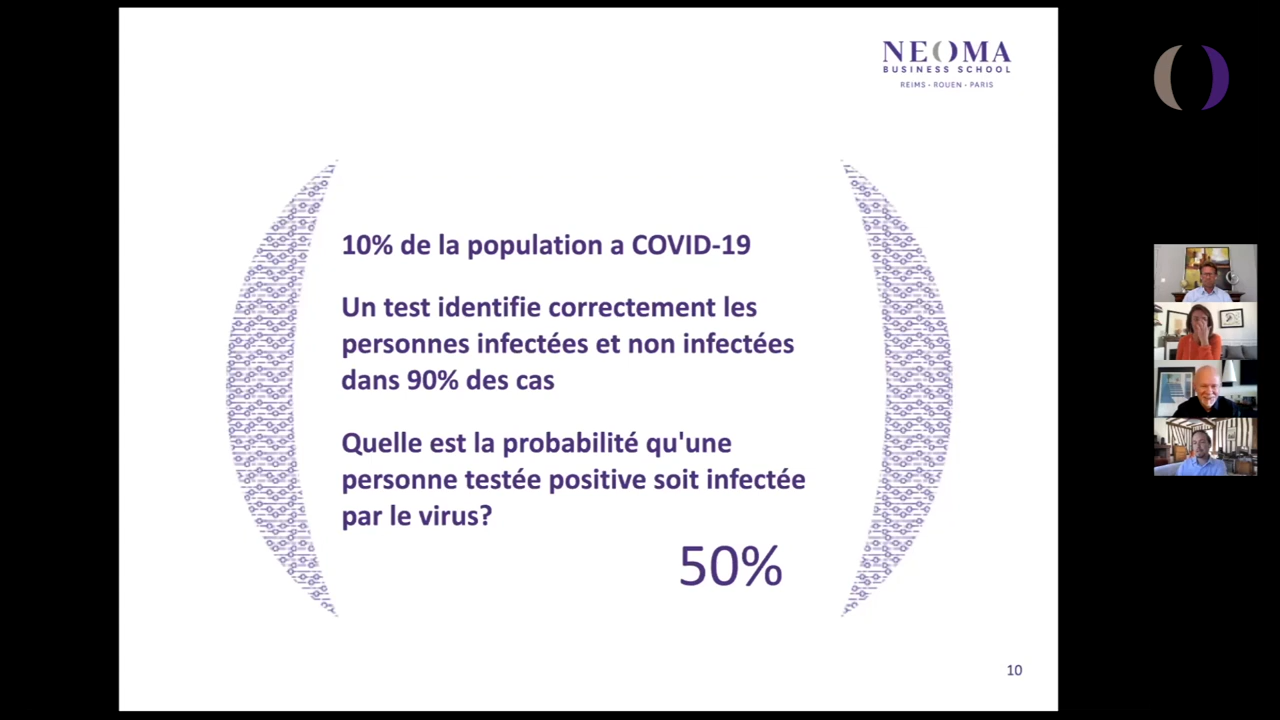 NEOMA
BUSINESS SCHOOL
REIMS - ROUEN - PARIS
10% de la population a COVID-19
Un test identifie correctement les
personnes infectées et non infectées
dans 90% des cas
Quelle est la probabilité qu'une
personne testée positive soit infectée
par le virus?
50%
10